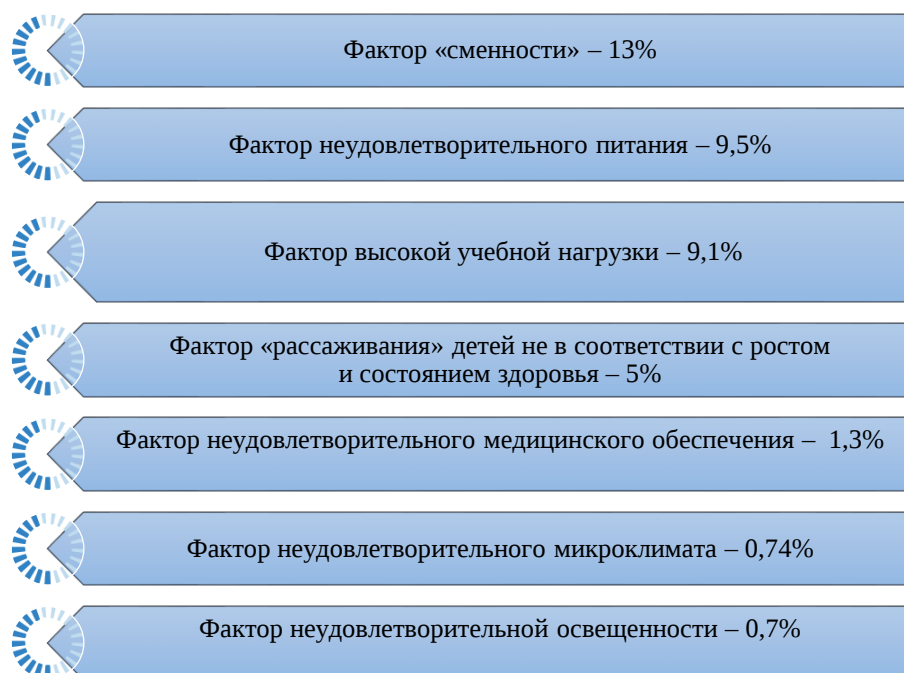 Фактор «сменности» – 13%
Фактор неудовлетворительного питания – 9,5%
Фактор высокой учебной нагрузки – 9,1%
Фактор «рассаживания» детей не в соответствии с ростом
и состоянием здоровья – 5%
Фактор неудовлетворительного медицинского обеспечения –  1,3%
Фактор неудовлетворительного микроклимата – 0,74%
Фактор неудовлетворительной освещенности – 0,7%